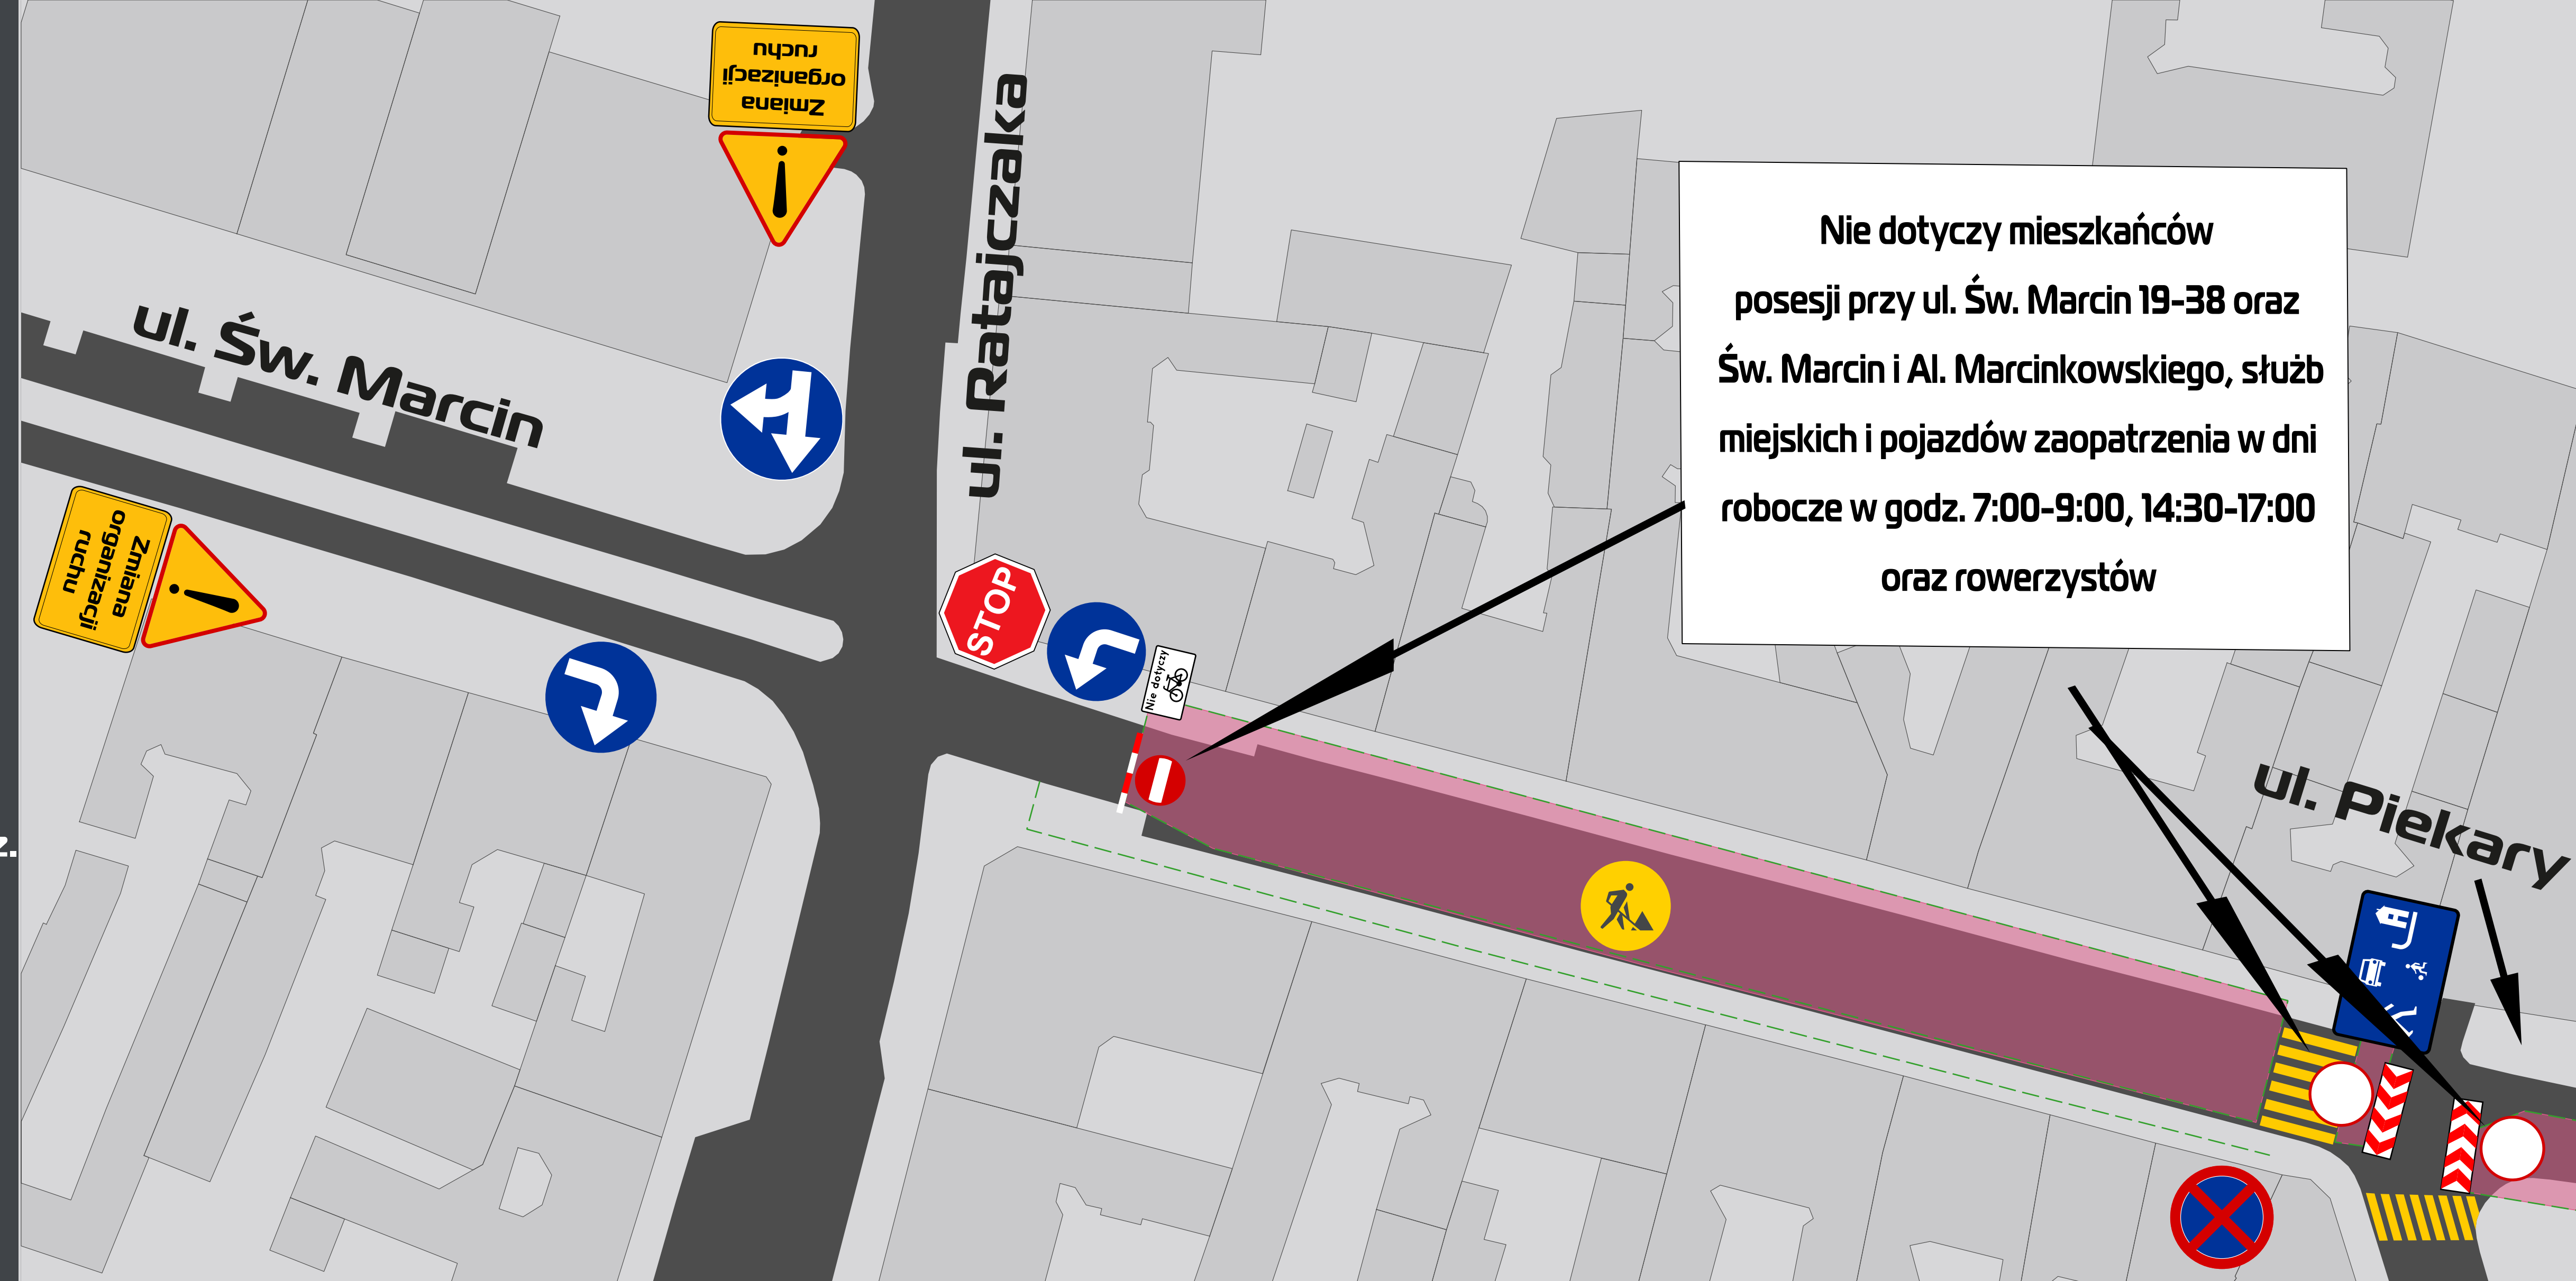 Zmiana
organizacji
ruchu
ul. Ratajczaka
ul. Św. Marcin
Zmiana
organizacji
ruchu
STOP
Nie dotyczy
Nie dotyczy mieszkańców
posesji przy ul. Św. Marcin 19-38 oraz
Św. Marcin i Al. Marcinkowskiego, służb
miejskich i pojazdów zaopatrzenia w dni
robocze w godz. 7:00-9:00, 14:30-17:00
oraz rowerzystów
ul. Piekary
z.